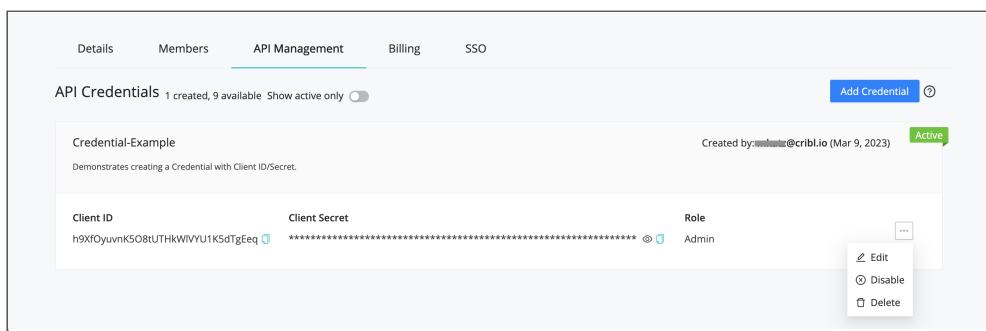 Details Members API Management Billing SSO
API Credentials 1 created, 9 available Show active only Add Credential
Credential-Example Created by: @cribl.io (Mar 9, 2023) Active
Demonstrates creating a Credential with Client ID/Secret.
Client ID Client Secret Role
h9XfOyuvnK5O8tUTHkWlVYU1K5dTgEeq **************************************************************** Admin
Edit
Disable
Delete